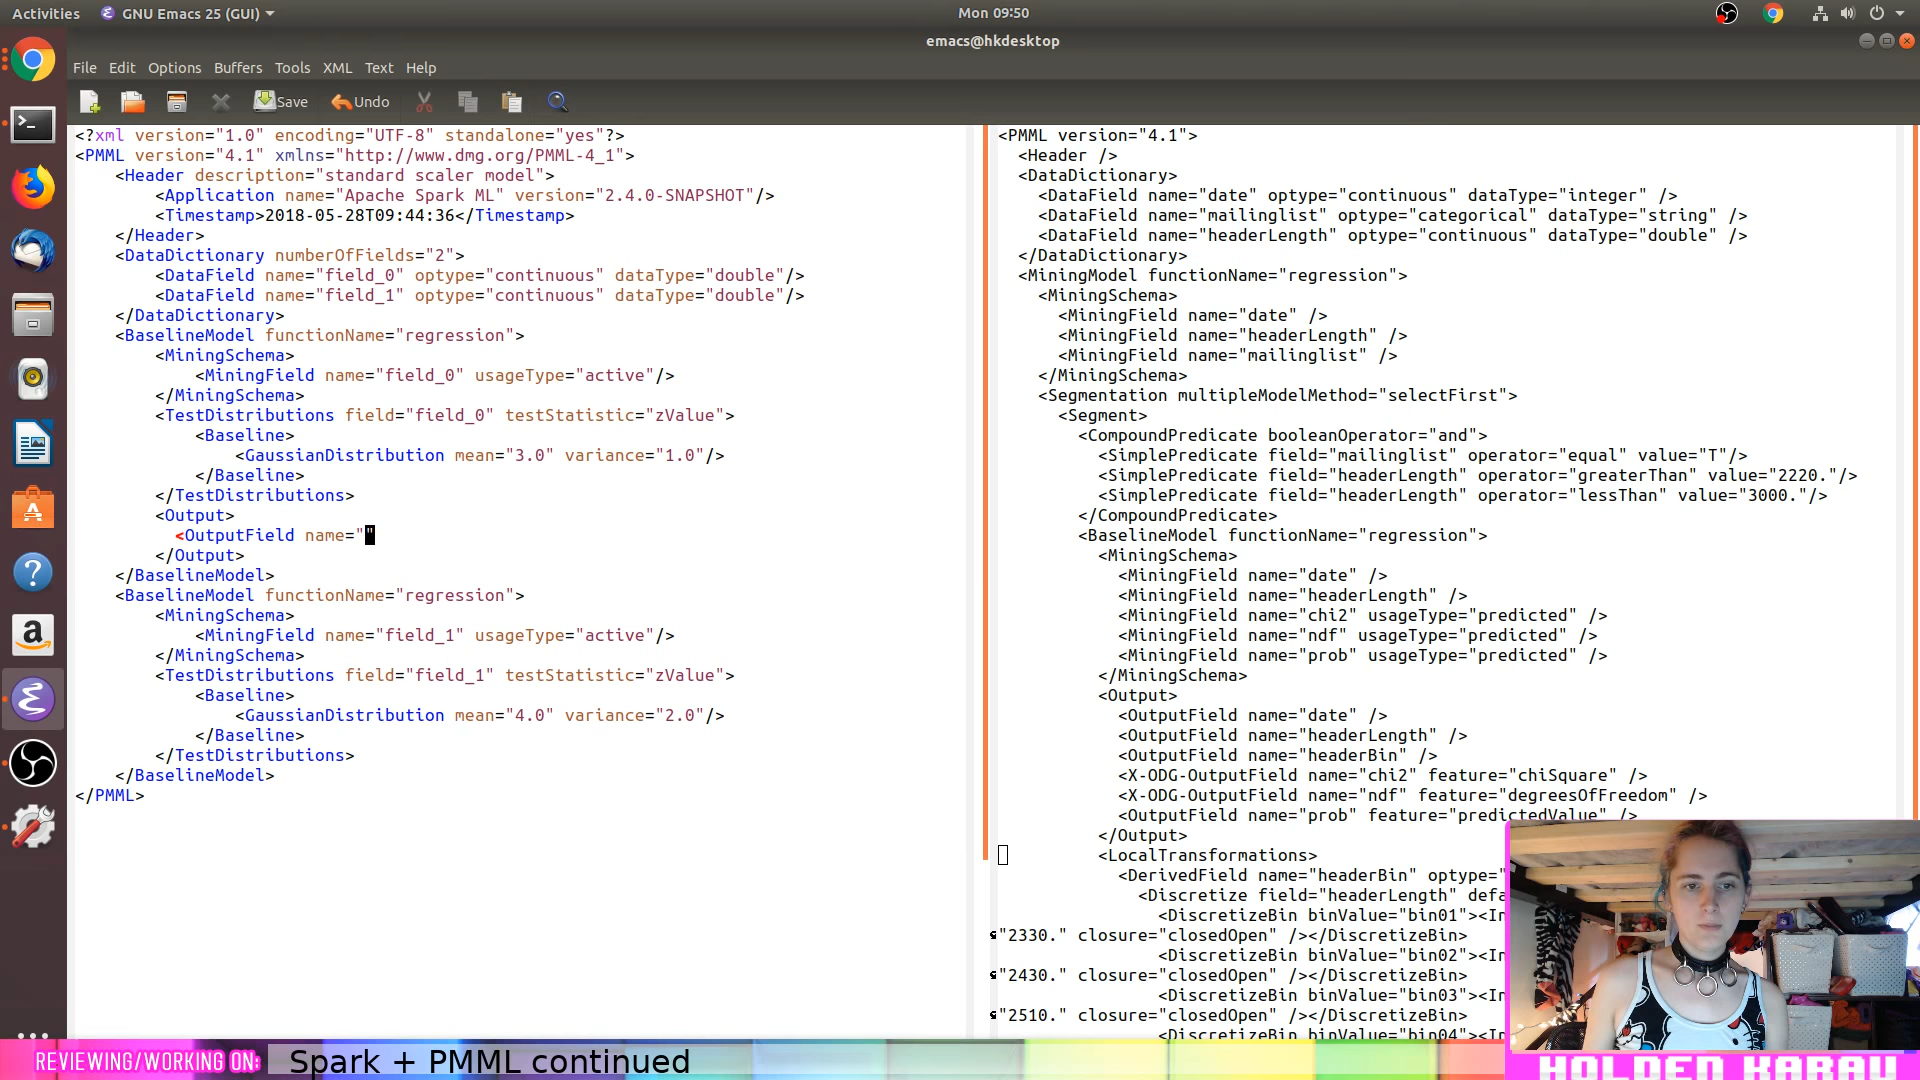 Activities
GNU Emacs 25 (GUI)
Mon 09:50
emacs@hkdesktop
File Edit Options Buffers Tools XML Text Help
Save Undo
<?xml version="1.0" encoding="UTF-8" standalone="yes"?>
<PMML version="4.1" xmlns="http://www.dmg.org/PMML-4_1">
<Header description="standard scaler model">
<Application name="Apache Spark ML" version="2.4.0-SNAPSHOT"/>
<Timestamp>2018-05-28T09:44:36</Timestamp>
</Header>
<DataDictionary numberOfFields="2">
<DataField name="field_0" optype="continuous" dataType="double"/>
<DataField name="field_1" optype="continuous" dataType="double"/>
</DataDictionary>
<BaselineModel functionName="regression">
<MiningSchema>
<MiningField name="field_0" usageType="active"/>
</MiningSchema>
<TestDistributions field="field_0" testStatistic="zValue">
<Baseline>
<GaussianDistribution mean="3.0" variance="1.0"/>
</Baseline>
</TestDistributions>
<Output>
<OutputField name=""
</Output>
</BaselineModel>
<BaselineModel functionName="regression">
<MiningSchema>
<MiningField name="field_1" usageType="active"/>
</MiningSchema>
<TestDistributions field="field_1" testStatistic="zValue">
<Baseline>
<GaussianDistribution mean="4.0" variance="2.0"/>
</Baseline>
</TestDistributions>
</BaselineModel>
</PMML>
<PMML version="4.1">
<Header />
<DataDictionary>
<DataField name="date" optype="continuous" dataType="integer" />
<DataField name="mailinglist" optype="categorical" dataType="string" />
<DataField name="headerLength" optype="continuous" dataType="double" />
</DataDictionary>
<MiningModel functionName="regression">
<MiningSchema>
<MiningField name="date" />
<MiningField name="headerLength" />
<MiningField name="mailinglist" />
</MiningSchema>
<Segmentation multipleModelMethod="selectFirst">
<Segment>
<CompoundPredicate booleanOperator="and">
<SimplePredicate field="mailinglist" operator="equal" value="T"/>
<SimplePredicate field="headerLength" operator="greaterThan" value="2220."/>
<SimplePredicate field="headerLength" operator="lessThan" value="3000."/>
</CompoundPredicate>
<BaselineModel functionName="regression">
<MiningSchema>
<MiningField name="date" />
<MiningField name="headerLength" />
<MiningField name="chi2" usageType="predicted" />
<MiningField name="ndf" usageType="predicted" />
<MiningField name="prob" usageType="predicted" />
</MiningSchema>
<Output>
<OutputField name="date" />
<OutputField name="headerLength" />
<OutputField name="headerBin" />
<X-ODG-OutputField name="chi2" feature="chiSquare" />
<X-ODG-OutputField name="ndf" feature="degreesOfFreedom" />
<OutputField name="prob" feature="predictedValue" />
</Output>
<LocalTransformations>
<DerivedField name="headerBin" optype="
<Discretize field="headerLength" defa
<DiscretizeBin binValue="bin01"><In
"2330." closure="closedOpen" /></DiscretizeBin>
<DiscretizeBin binValue="bin02"><In
"2430." closure="closedOpen" /></DiscretizeBin>
<DiscretizeBin binValue="bin03"><In
"2510." closure="closedOpen" /></DiscretizeBin>
<DiscretizeBin binValue="bin04"><In
REVIEWING/WORKING ON:
Spark + PMML continued
HOLDEN KARAU